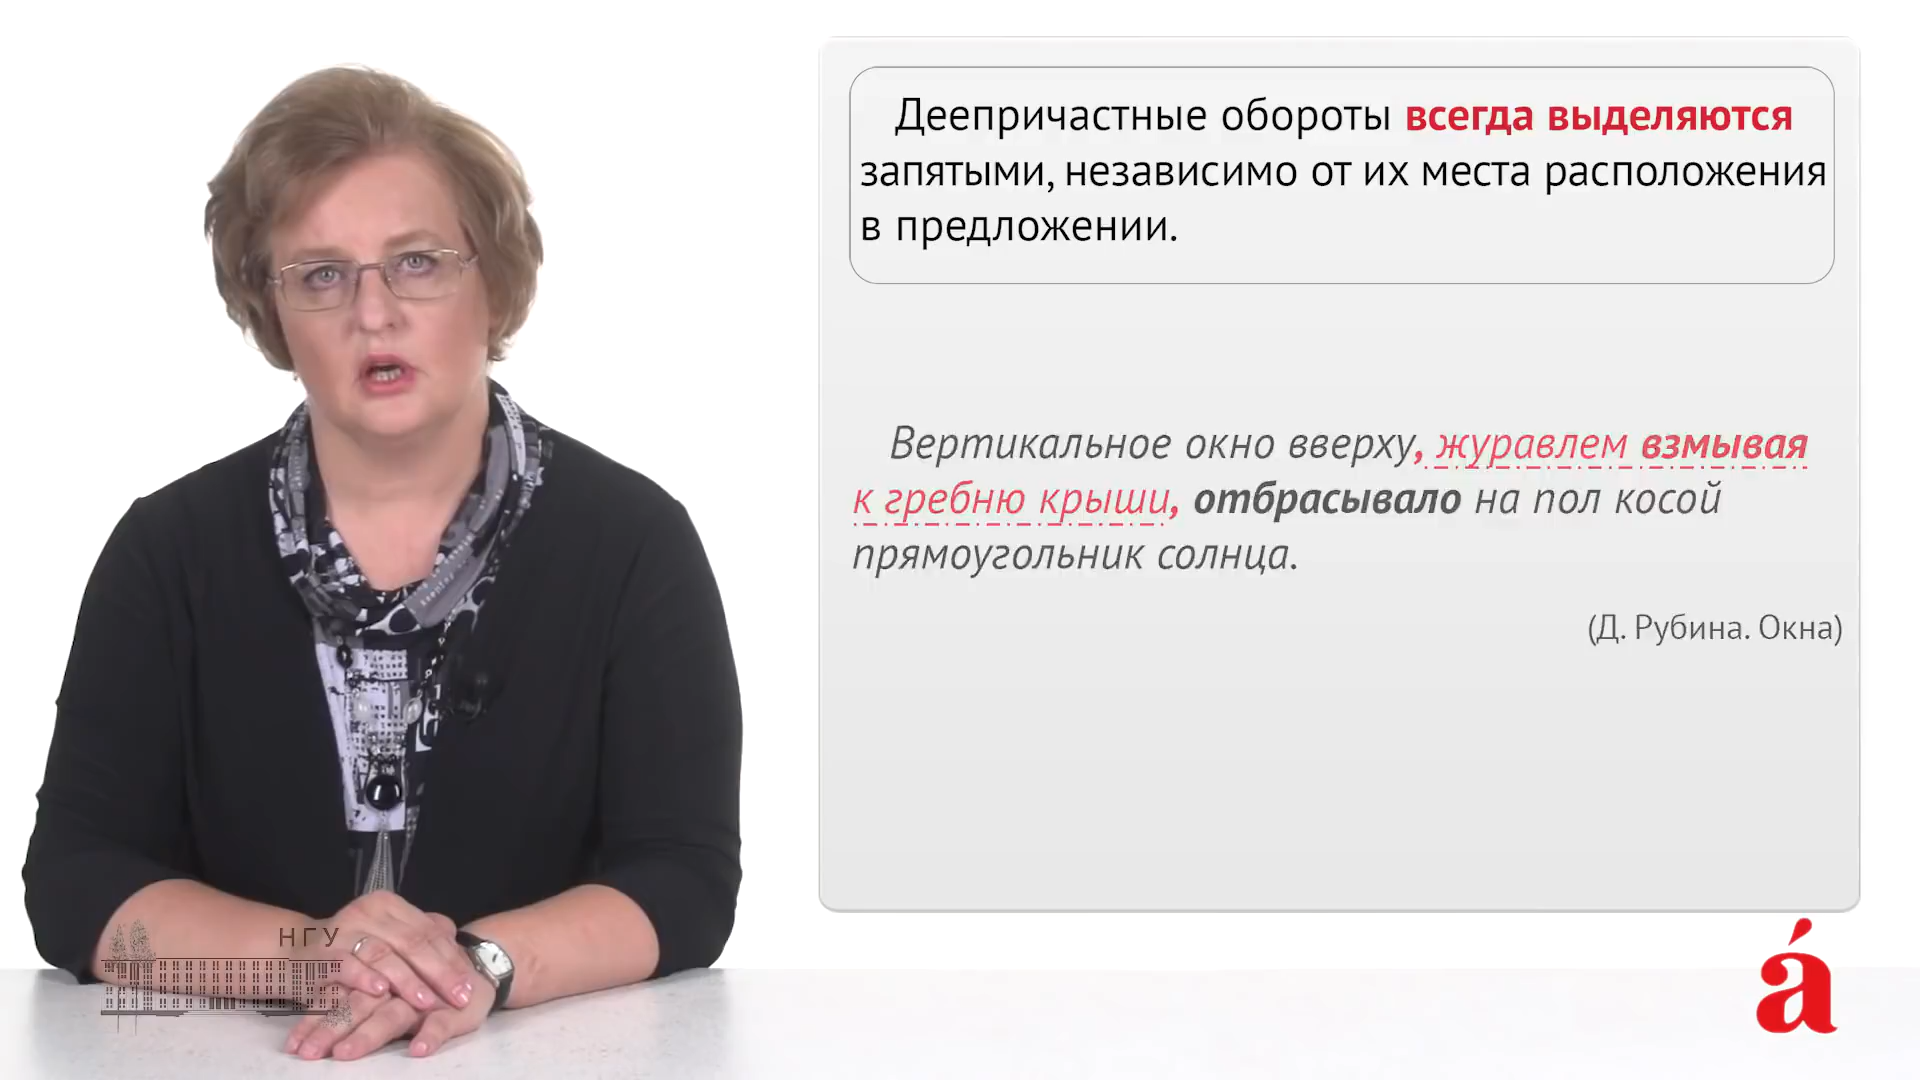 Деепричастные обороты всегда выделяются
запятыми, независимо от их места расположения
в предложении.
Вертикальное окно вверху, журавлем взмывая
к гребню крыши, отбрасывало на пол косой
прямоугольник солнца.
(Д. Рубина. Окна)
НГУ
á